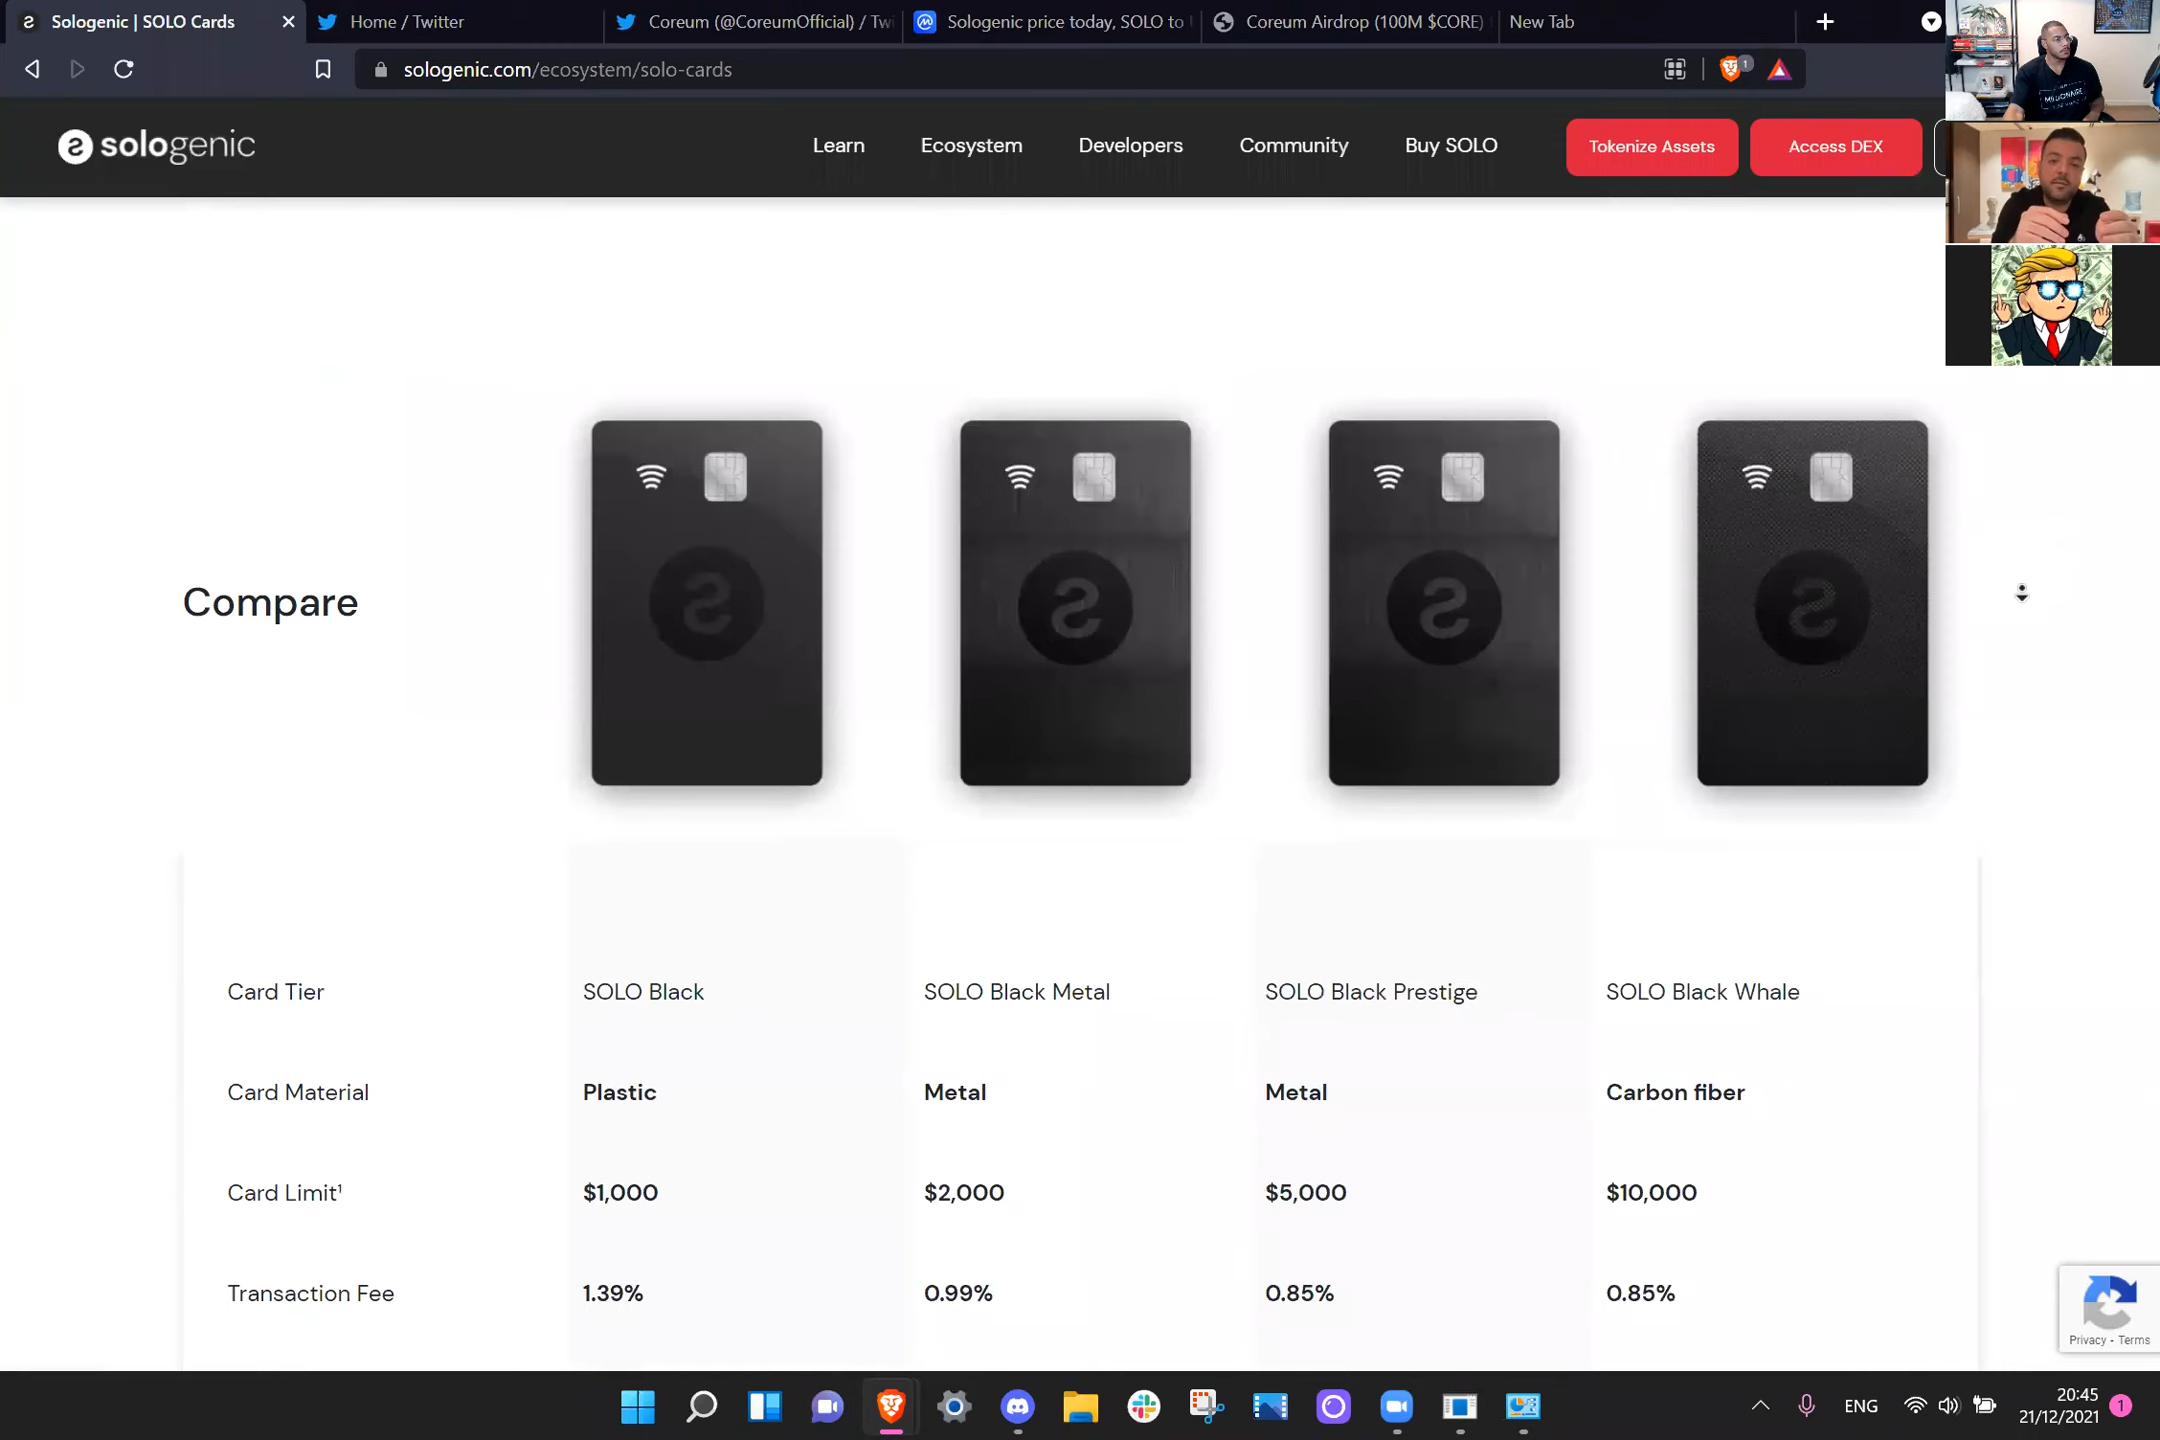 Sologenic | SOLO Cards
Home / Twitter
Coreum (@CoreumOfficial) / Twi
Sologenic price today, SOLO to
Coreum Airdrop (100M $CORE)
New Tab
sologenic.com/ecosystem/solo-cards
1
sologenic
Learn
Ecosystem
Developers
Community
Buy SOLO
Tokenize Assets
Access DEX
MILLIONAIRE
Compare
Card Tier
SOLO Black
SOLO Black Metal
SOLO Black Prestige
SOLO Black Whale
Card Material
Plastic
Metal
Metal
Carbon fiber
Card Limit¹
$1,000
$2,000
$5,000
$10,000
Transaction Fee
1.39%
0.99%
0.85%
0.85%
Privacy - Terms
ENG
20:45
21/12/2021
1